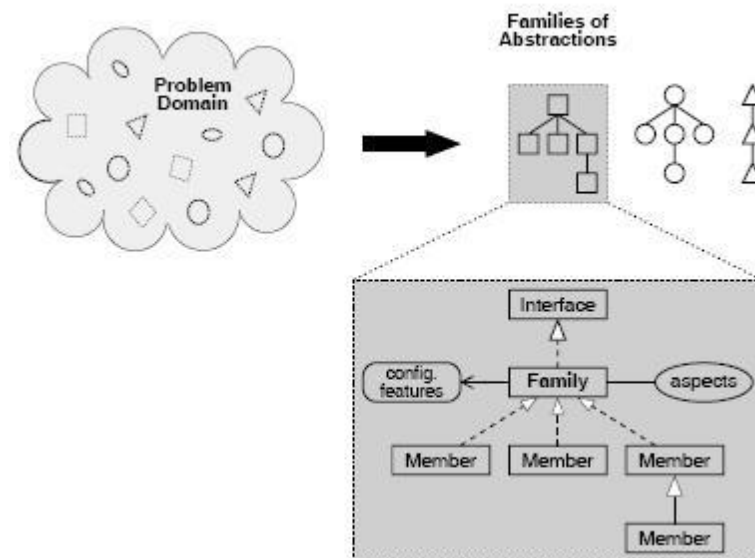 Families of
Abstractions
Problem
Domain
Interface
config.
features
Family
aspects
Member
Member
Member
Member